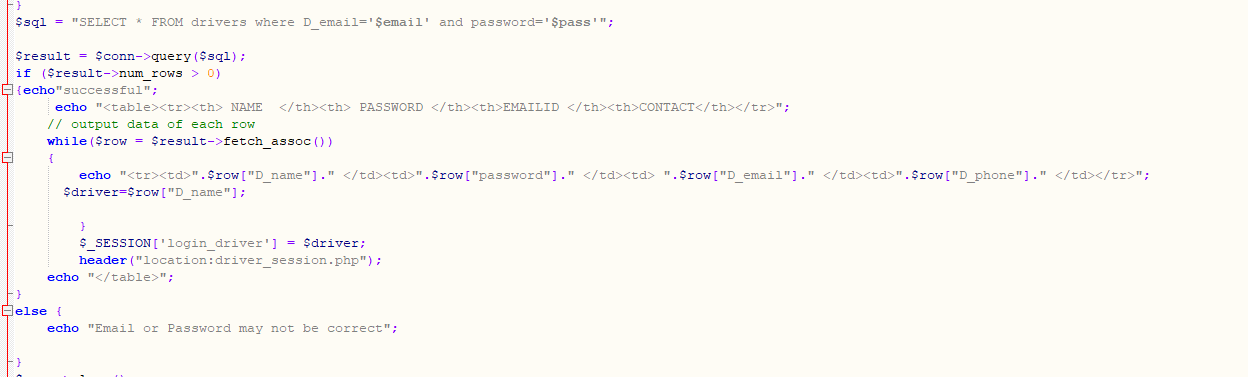 }
$sql = "SELECT * FROM drivers where D_email='$email' and password='$pass'";
$result = $conn->query($sql);
if ($result->num_rows > 0)
{echo"successful";
echo "<table><tr><th> NAME  </th><th> PASSWORD </th><th>EMAILID </th><th>CONTACT</th></tr>";
// output data of each row
while($row = $result->fetch_assoc())
{
echo "<tr><td>".$row["D_name"]." </td><td>".$row["password"]." </td><td> ".$row["D_email"]." </td><td>".$row["D_phone"]." </td></tr>";
$driver=$row["D_name"];
}
$_SESSION['login_driver'] = $driver;
header("location:driver_session.php");
echo "</table>";
}
else {
echo "Email or Password may not be correct";
}